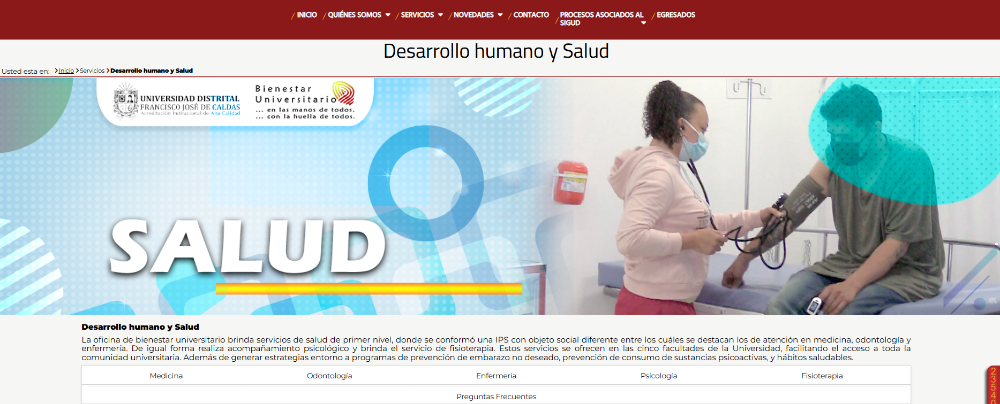 INICIO
QUIÉNES SOMOS
SERVICIOS
NOVEDADES
CONTACTO
PROCESOS ASOCIADOS AL
SIGUD
EGRESADOS
Desarrollo humano y Salud
Usted esta en: Inicio Servicios Desarrollo humano y Salud
UNIVERSIDAD DISTRITAL
FRANCISCO JOSÉ DE CALDAS
Acreditación Institucional de Alta Calidad
Bienestar
Universitario
... en las manos de todos.
... con la huella de todos.
SALUD
Desarrollo humano y Salud
La oficina de bienestar universitario brinda servicios de salud de primer nivel, donde se conformó una IPS con objeto social diferente entre los cuáles se destacan los de atención en medicina, odontología y
enfermería. De igual forma realiza acompañamiento psicológico y brinda el servicio de fisioterapia. Estos servicios se ofrecen en las cinco facultades de la Universidad, facilitando el acceso a toda la
comunidad universitaria. Además de generar estrategias entorno a programas de prevención de embarazo no deseado, prevención de consumo de sustancias psicoactivas, y hábitos saludables.
Medicina Odontología Enfermería Psicología Fisioterapia
Preguntas Frecuentes
2354